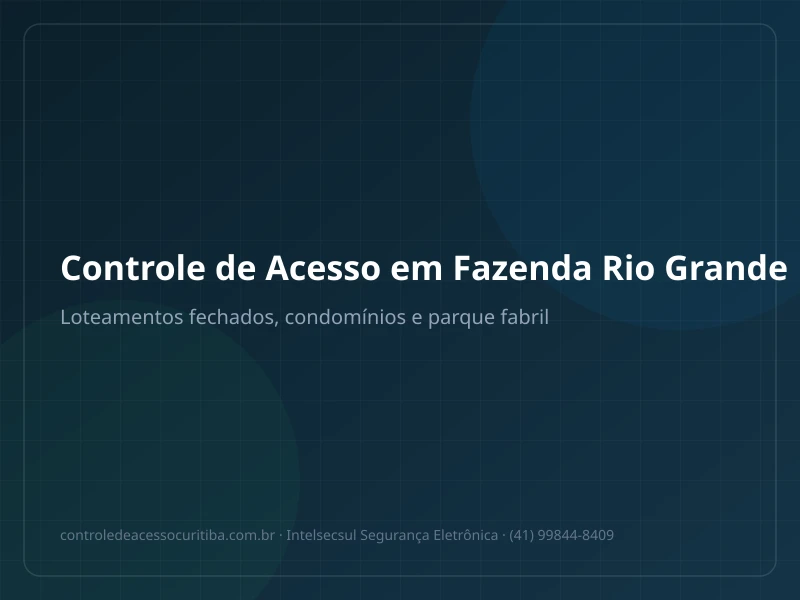 Controle de Acesso em Fazenda Rio Grande
Loteamentos fechados, condomínios e parque fabril
controledeacessocuritiba.com.br · Intelsecsul Segurança Eletrônica · (41) 99844-8409